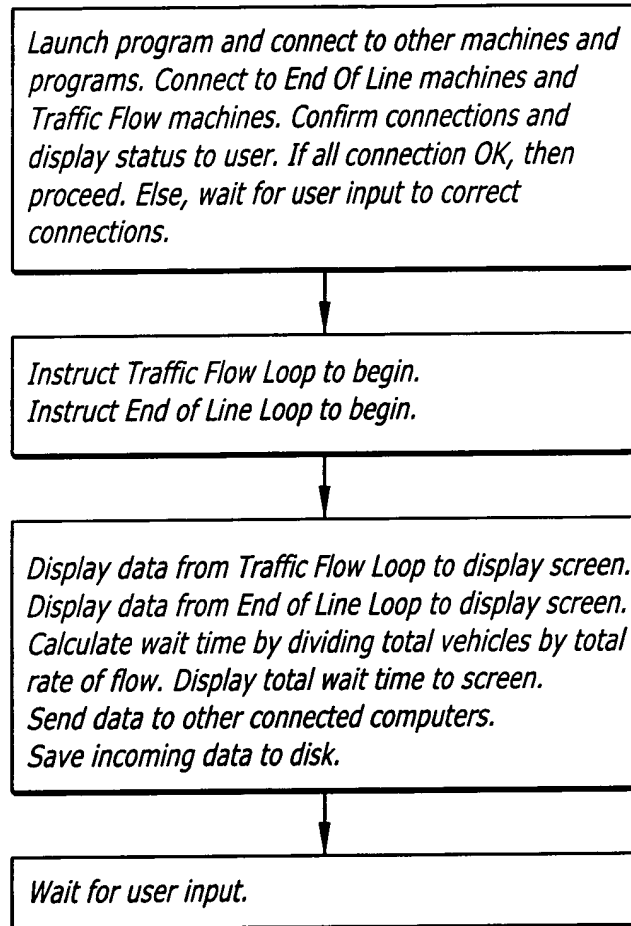 Launch program and connect to other machines and
programs. Connect to End Of Line machines and
Traffic Flow machines. Confirm connections and
display status to user. If all connection OK, then
proceed. Else, wait for user input to correct
connections.
Instruct Traffic Flow Loop to begin.
Instruct End of Line Loop to begin.
Display data from Traffic Flow Loop to display screen.
Display data from End of Line Loop to display screen.
Calculate wait time by dividing total vehicles by total
rate of flow. Display total wait time to screen.
Send data to other connected computers.
Save incoming data to disk.
Wait for user input.